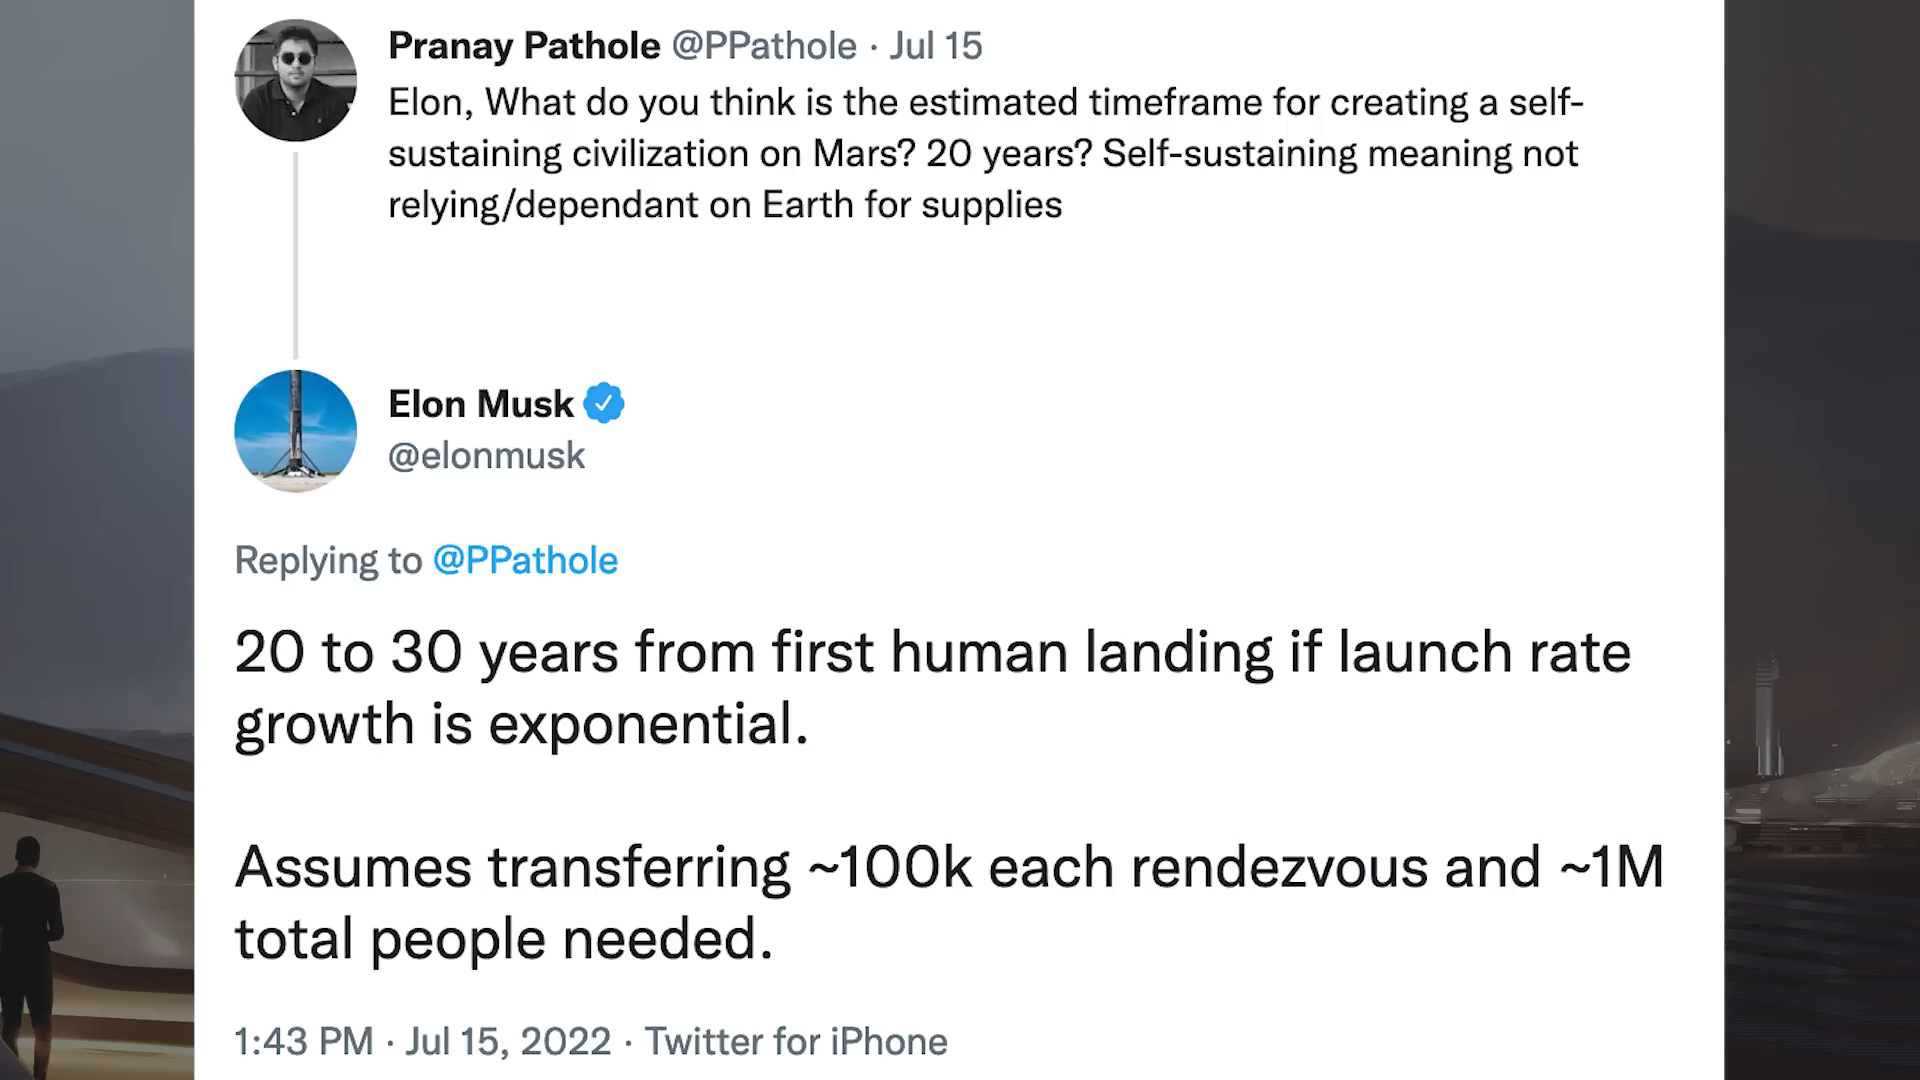 Pranay Pathole @PPathole · Jul 15
Elon, What do you think is the estimated timeframe for creating a self-
sustaining civilization on Mars? 20 years? Self-sustaining meaning not
relying/dependant on Earth for supplies
Elon Musk
@elonmusk
Replying to @PPathole
20 to 30 years from first human landing if launch rate
growth is exponential.
Assumes transferring ~100k each rendezvous and ~1M
total people needed.
1:43 PM · Jul 15, 2022 · Twitter for iPhone